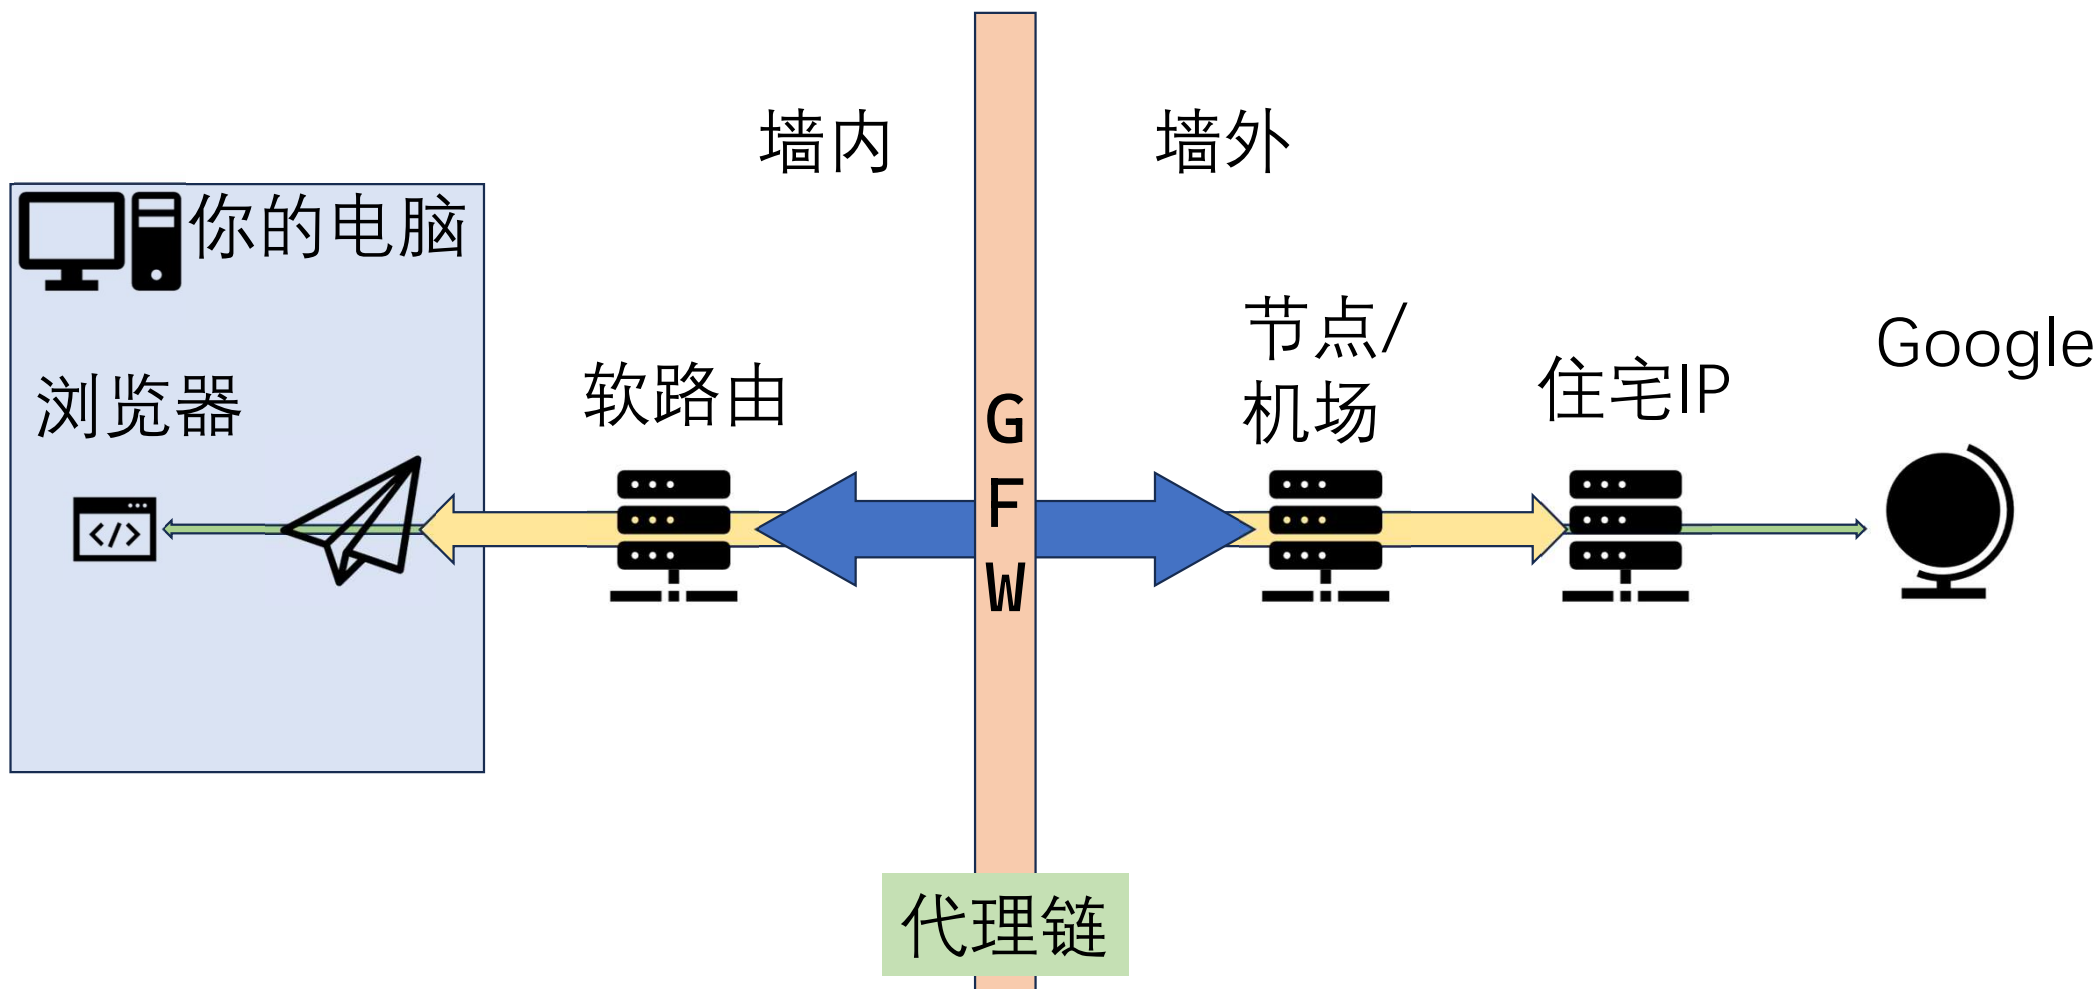 墙内
墙外
你的电脑
浏览器
软路由
G
F
W
节点/
机场
住宅IP
Google
代理链